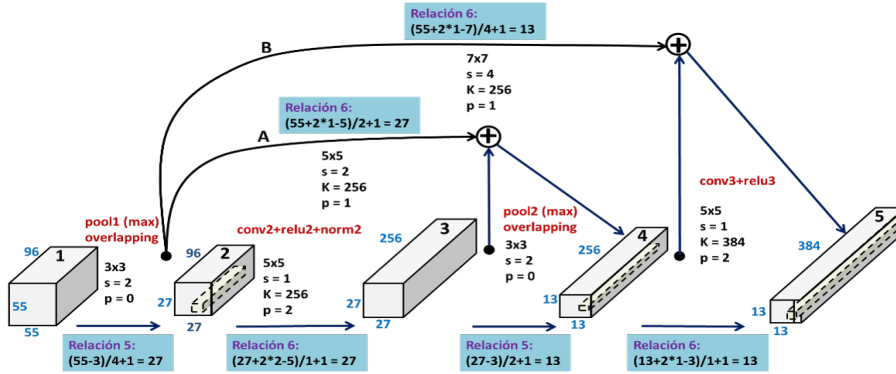 Relación 6:
(55+2*1-7)/4+1 = 13
B
7x7
s = 4
K = 256
p = 1
Relación 6:
(55+2*1-5)/2+1 = 27
A
5x5
s = 2
K = 256
p = 1
conv3+relu3
5x5
s = 1
K = 384
p = 2
pool1 (max)
overlapping
3x3
s = 2
p = 0
conv2+relu2+norm2
5x5
s = 1
K = 256
p = 2
pool2 (max)
overlapping
3x3
s = 2
p = 0
96
1
55
55
96
2
27
27
256
3
27
27
256
4
13
13
384
5
13
13
Relación 5:
(55-3)/4+1 = 27
Relación 6:
(27+2*2-5)/1+1 = 27
Relación 5:
(27-3)/2+1 = 13
Relación 6:
(13+2*1-3)/1+1 = 13